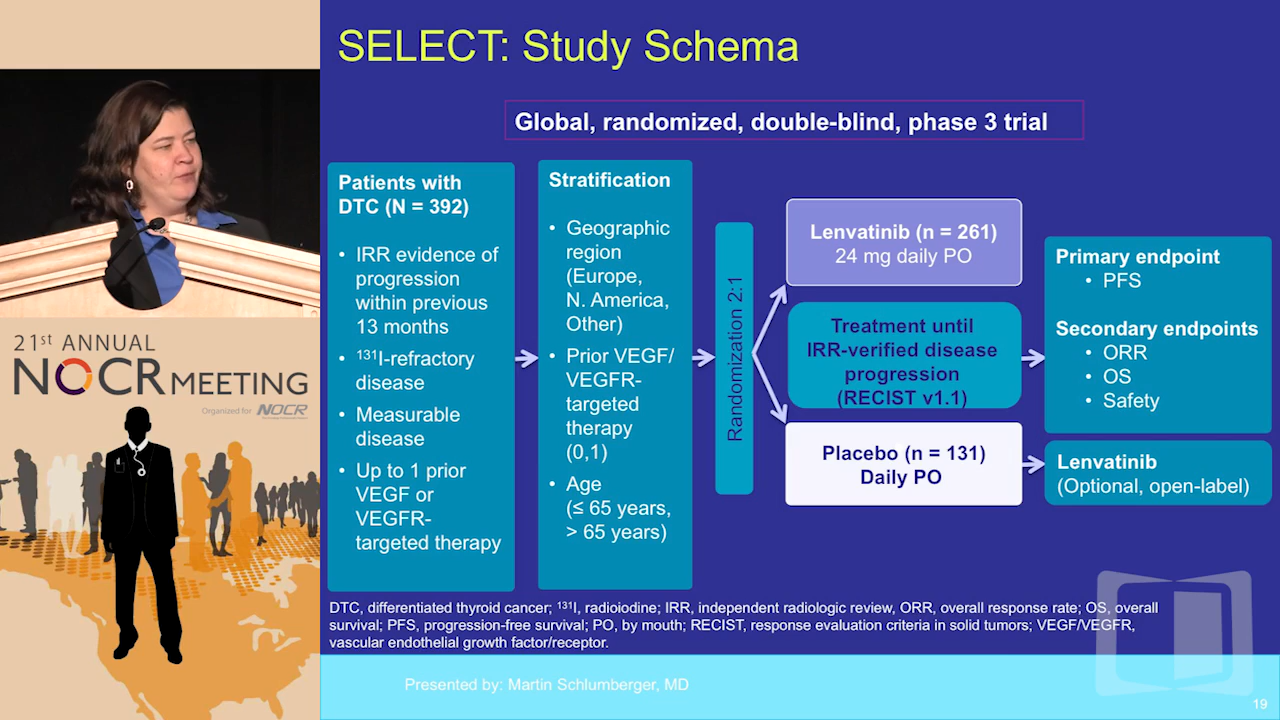 SELECT: Study Schema
Global, randomized, double-blind, phase 3 trial
Patients with
DTC (N = 392)
• IRR evidence of
progression
within previous
13 months
• ¹³¹I-refractory
disease
• Measurable
disease
• Up to 1 prior
VEGF or
VEGFR-
targeted therapy
Stratification
• Geographic
region
(Europe,
N. America,
Other)
• Prior VEGF/
VEGFR-
targeted
therapy
(0,1)
• Age
(≤ 65 years,
> 65 years)
Randomization 2:1
Lenvatinib (n = 261)
24 mg daily PO
Treatment until
IRR-verified disease
progression
(RECIST v1.1)
Placebo (n = 131)
Daily PO
Primary endpoint
• PFS
Secondary endpoints
• ORR
• OS
• Safety
Lenvatinib
(Optional, open-label)
DTC, differentiated thyroid cancer; ¹³¹I, radioiodine; IRR, independent radiologic review, ORR, overall response rate; OS, overall
survival; PFS, progression-free survival; PO, by mouth; RECIST, response evaluation criteria in solid tumors; VEGF/VEGFR,
vascular endothelial growth factor/receptor.
Presented by: Martin Schlumberger, MD
19
21st ANNUAL
NOCR MEETING
Organized for NOCR